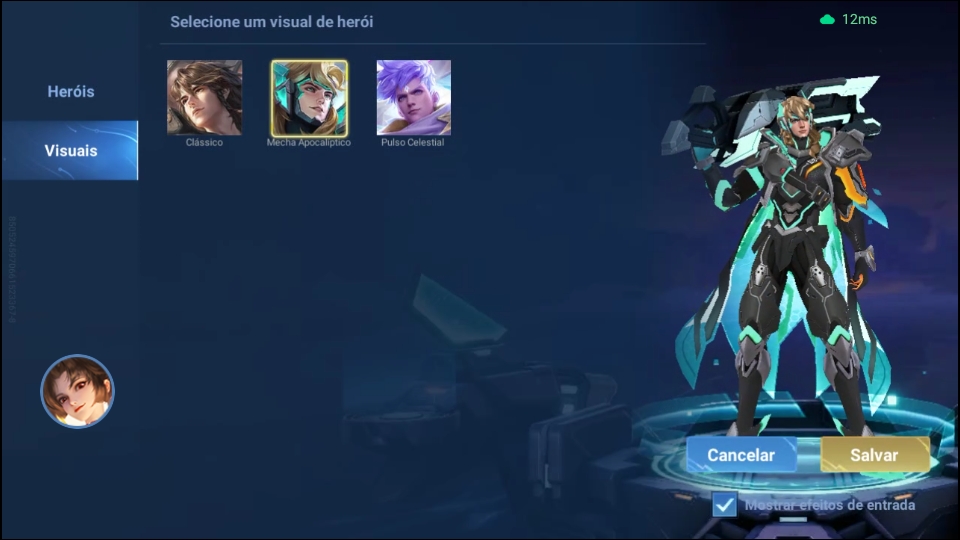 Selecione um visual de herói
12ms
Heróis
Visuais
Clássico
Mecha Apocalíptico
Pulso Celestial
Cancelar
Salvar
Mostrar efeitos de entrada